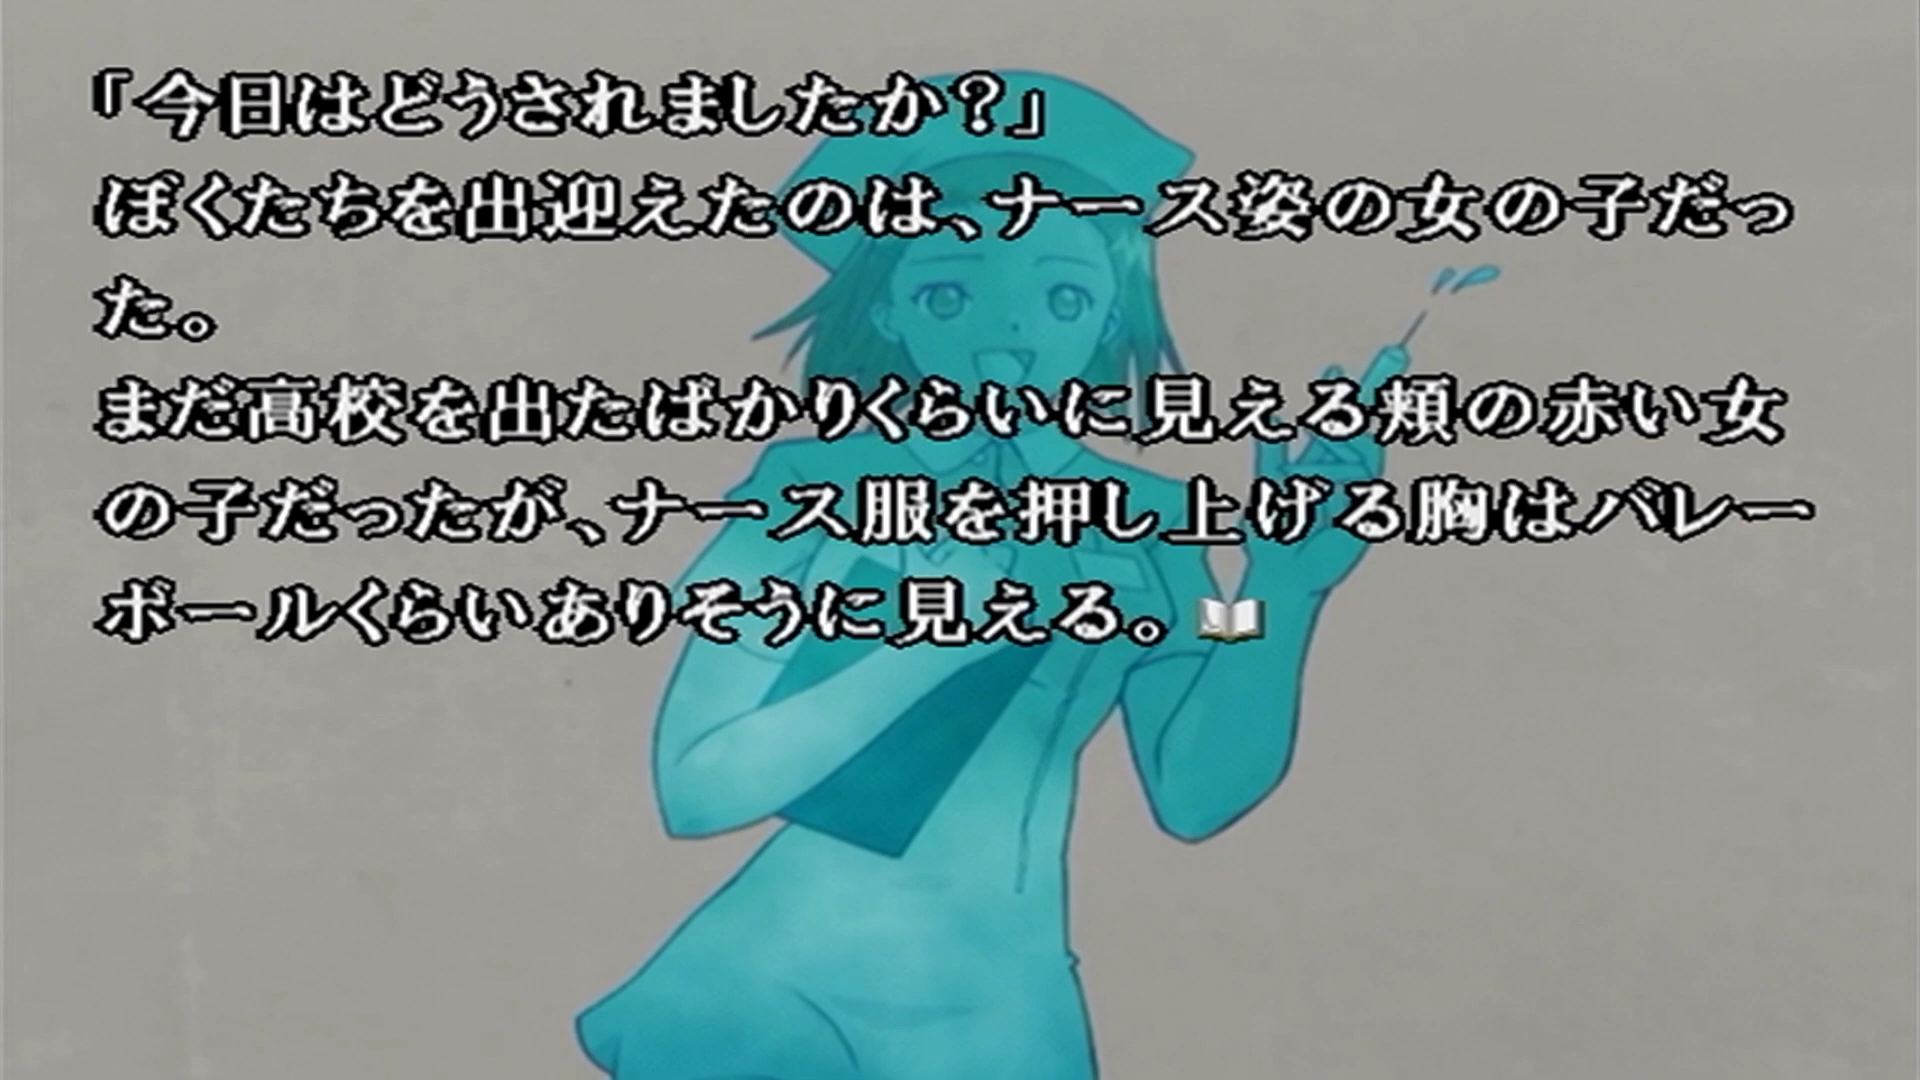 「今日はどうされましたか？」
ぼくたちを出迎えたのは、ナース姿の女の子だっ
た。
まだ高校を出たばかりくらいに見える頬の赤い女
の子だったが、ナース服を押し上げる胸はバレー
ボールくらいありそうに見える。